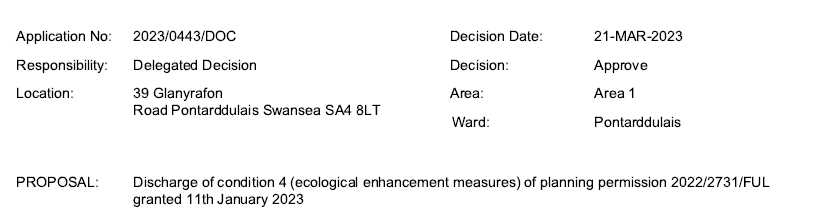 Application No: 2023/0443/DOC Decision Date: 21-MAR-2023
Responsibility: Delegated Decision Decision: Approve
Location: 39 Glanyrafon Area: Area 1
Road Pontarddulais Swansea SA4 8LT
Ward: Pontarddulais
PROPOSAL: Discharge of condition 4 (ecological enhancement measures) of planning permission 2022/2731/FUL
granted 11th January 2023